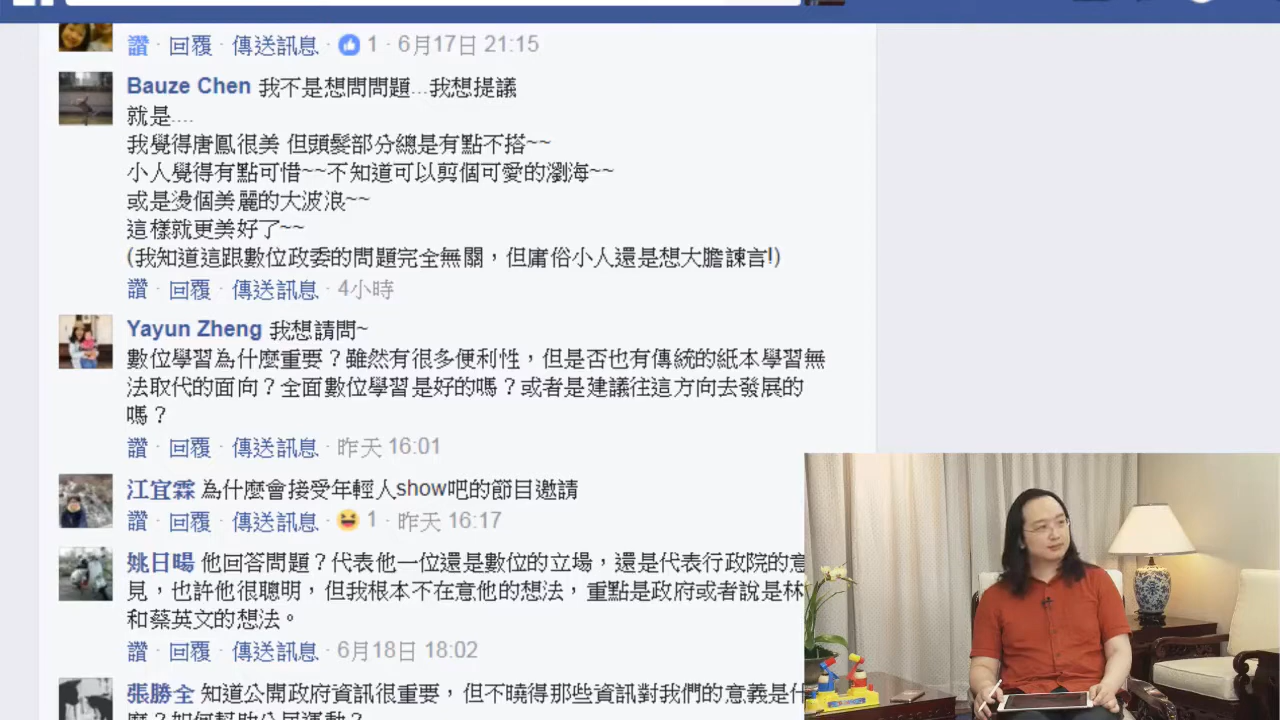 讚 · 回覆 · 傳送訊息 · 1 · 6月17日 21:15
Bauze Chen 我不是想問問題...我想提議
就是....
我覺得唐鳳很美 但頭髮部分總是有點不搭~~
小人覺得有點可惜~~不知道可以剪個可愛的瀏海~~
或是燙個美麗的大波浪~~
這樣就更美好了~~
(我知道這跟數位政委的問題完全無關，但庸俗小人還是想大膽諫言!)
讚 · 回覆 · 傳送訊息 · 4小時
Yayun Zheng 我想請問~
數位學習為什麼重要？雖然有很多便利性，但是否也有傳統的紙本學習無
法取代的面向？全面數位學習是好的嗎？或者是建議往這方向去發展的
嗎？
讚 · 回覆 · 傳送訊息 · 昨天 16:01
江宜霖 為什麼會接受年輕人show吧的節目邀請
讚 · 回覆 · 傳送訊息 · 1 · 昨天 16:17
姚日暘 他回答問題？代表他一位還是數位的立場，還是代表行政院的意
見，也許他很聰明，但我根本不在意他的想法，重點是政府或者說是林
和蔡英文的想法。
讚 · 回覆 · 傳送訊息 · 6月18日 18:02
張勝全 知道公開政府資訊很重要，但不曉得那些資訊對我們的意義是什
麼？如何幫助公民運動？